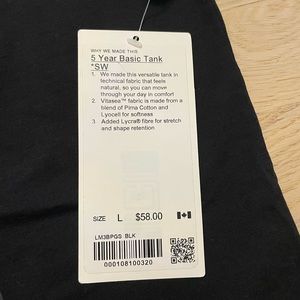 WHY WE MADE THIS
5 Year Basic Tank
*SW
1. We made this versatile tank in
technical fabric that feels
natural, so you can move
through your day in comfort
2. Vitasea™ fabric is made from a
blend of Pima Cotton and
Lyocell for softness
3. Added Lycra® fibre for stretch
and shape retention
SIZE L $58.00
LM3BPGS BLK
000108100320